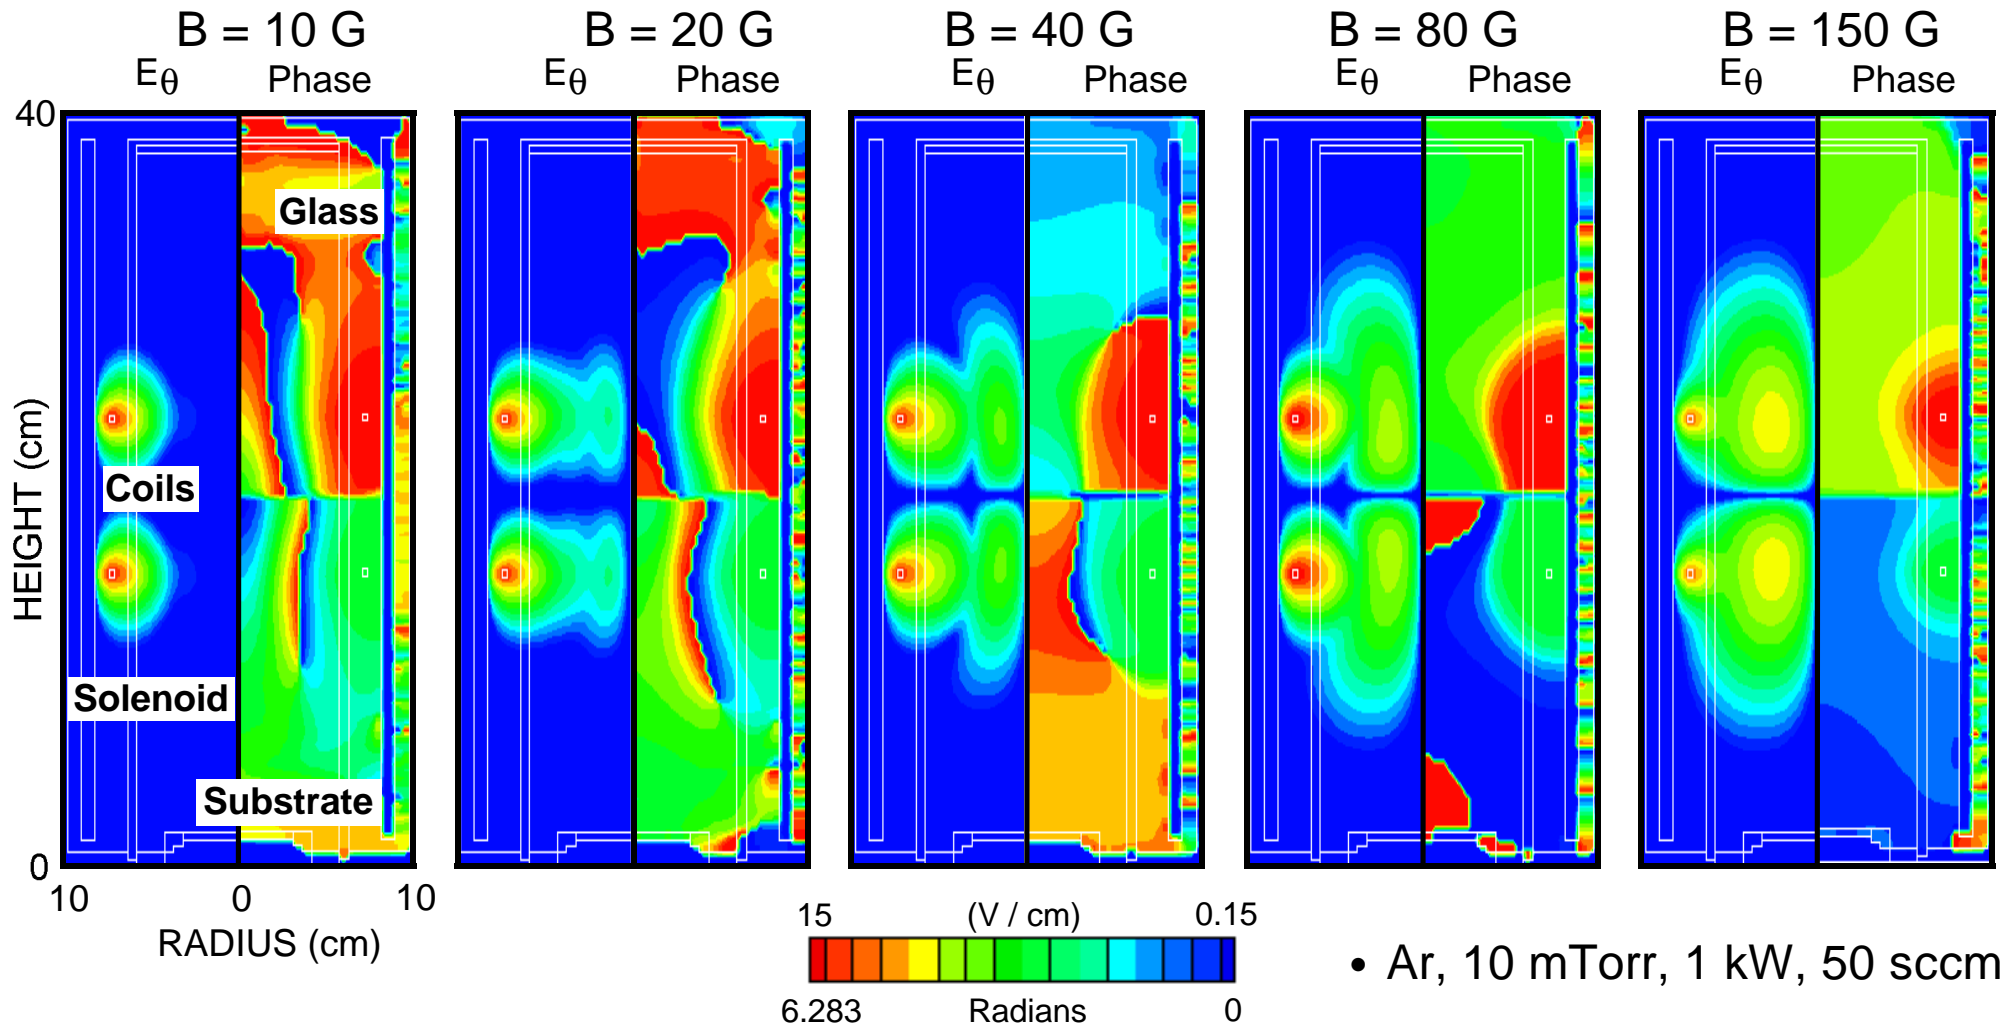 B = 10 G
B = 20 G
B = 40 G
B = 80 G
B = 150 G
Eθ
Phase
Eθ
Phase
Eθ
Phase
Eθ
Phase
Eθ
Phase
40
Glass
HEIGHT (cm)
Coils
Solenoid
Substrate
0
10
0
10
RADIUS (cm)
15
(V / cm)
0.15
6.283
Radians
0
• Ar, 10 mTorr, 1 kW, 50 sccm